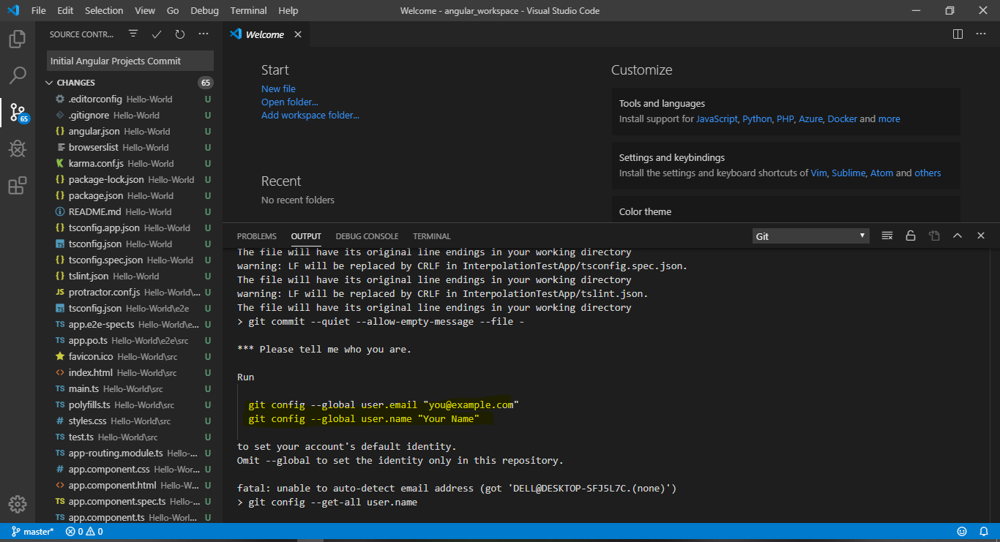 File Edit Selection View Go Debug Terminal Help Welcome - angular_workspace - Visual Studio Code
SOURCE CONTR...
Welcome
Initial Angular Projects Commit
CHANGES 65
65
.editorconfig Hello-World U
.gitignore Hello-World U
{} angular.json Hello-World U
browserslist Hello-World U
karma.conf.js Hello-World U
{} package-lock.json Hello-World U
{} package.json Hello-World U
README.md Hello-World U
{} tsconfig.app.json Hello-World U
TS tsconfig.json Hello-World U
{} tsconfig.spec.json Hello-World U
{} tslint.json Hello-World U
JS protractor.conf.js Hello-World\... U
TS tsconfig.json Hello-World\e2e U
TS app.e2e-spec.ts Hello-World\e... U
TS app.po.ts Hello-World\e2e\src U
favicon.ico Hello-World\src U
<> index.html Hello-World\src U
TS main.ts Hello-World\src U
TS polyfills.ts Hello-World\src U
# styles.css Hello-World\src U
TS test.ts Hello-World\src U
TS app-routing.module.ts Hello-... U
# app.component.css Hello-Wor... U
<> app.component.html Hello-W... U
TS app.component.spec.ts Hello-... U
TS app.component.ts Hello-Worl... U
Start
New file
Open folder...
Add workspace folder...
Recent
No recent folders
Customize
Tools and languages
Install support for JavaScript, Python, PHP, Azure, Docker and more
Settings and keybindings
Install the settings and keyboard shortcuts of Vim, Sublime, Atom and others
Color theme
PROBLEMS OUTPUT DEBUG CONSOLE TERMINAL Git
The file will have its original line endings in your working directory
warning: LF will be replaced by CRLF in InterpolationTestApp/tsconfig.spec.json.
The file will have its original line endings in your working directory
warning: LF will be replaced by CRLF in InterpolationTestApp/tslint.json.
The file will have its original line endings in your working directory
> git commit --quiet --allow-empty-message --file -
*** Please tell me who you are.
Run
git config --global user.email "you@example.com"
git config --global user.name "Your Name"
to set your account's default identity.
Omit --global to set the identity only in this repository.
fatal: unable to auto-detect email address (got 'DELL@DESKTOP-SFJ5L7C.(none)')
> git config --get-all user.name
master* 0 0